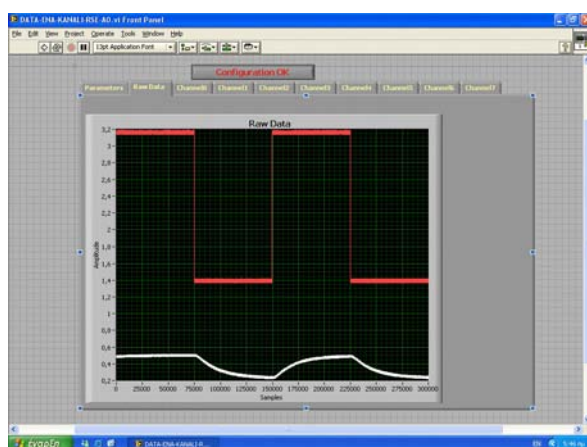 DATA-ENA-KANALI-RSE-AO.vi Front Panel
File Edit View Project Operate Tools Window Help
13pt Application Font
Configuration OK
Parameters Raw Data Channel0 Channel1 Channel2 Channel3 Channel4 Channel5 Channel6 Channel7
Raw Data
3,2
3
2,8
2,6
2,4
2,2
2
1,8
1,6
1,4
1,2
1
0,8
0,6
0,4
0,2
Amplitude
0 25000 50000 75000 100000 125000 150000 175000 200000 225000 250000 275000 300000
Samples
έναρξη
DATA-ENA-KANALI-R...
EN